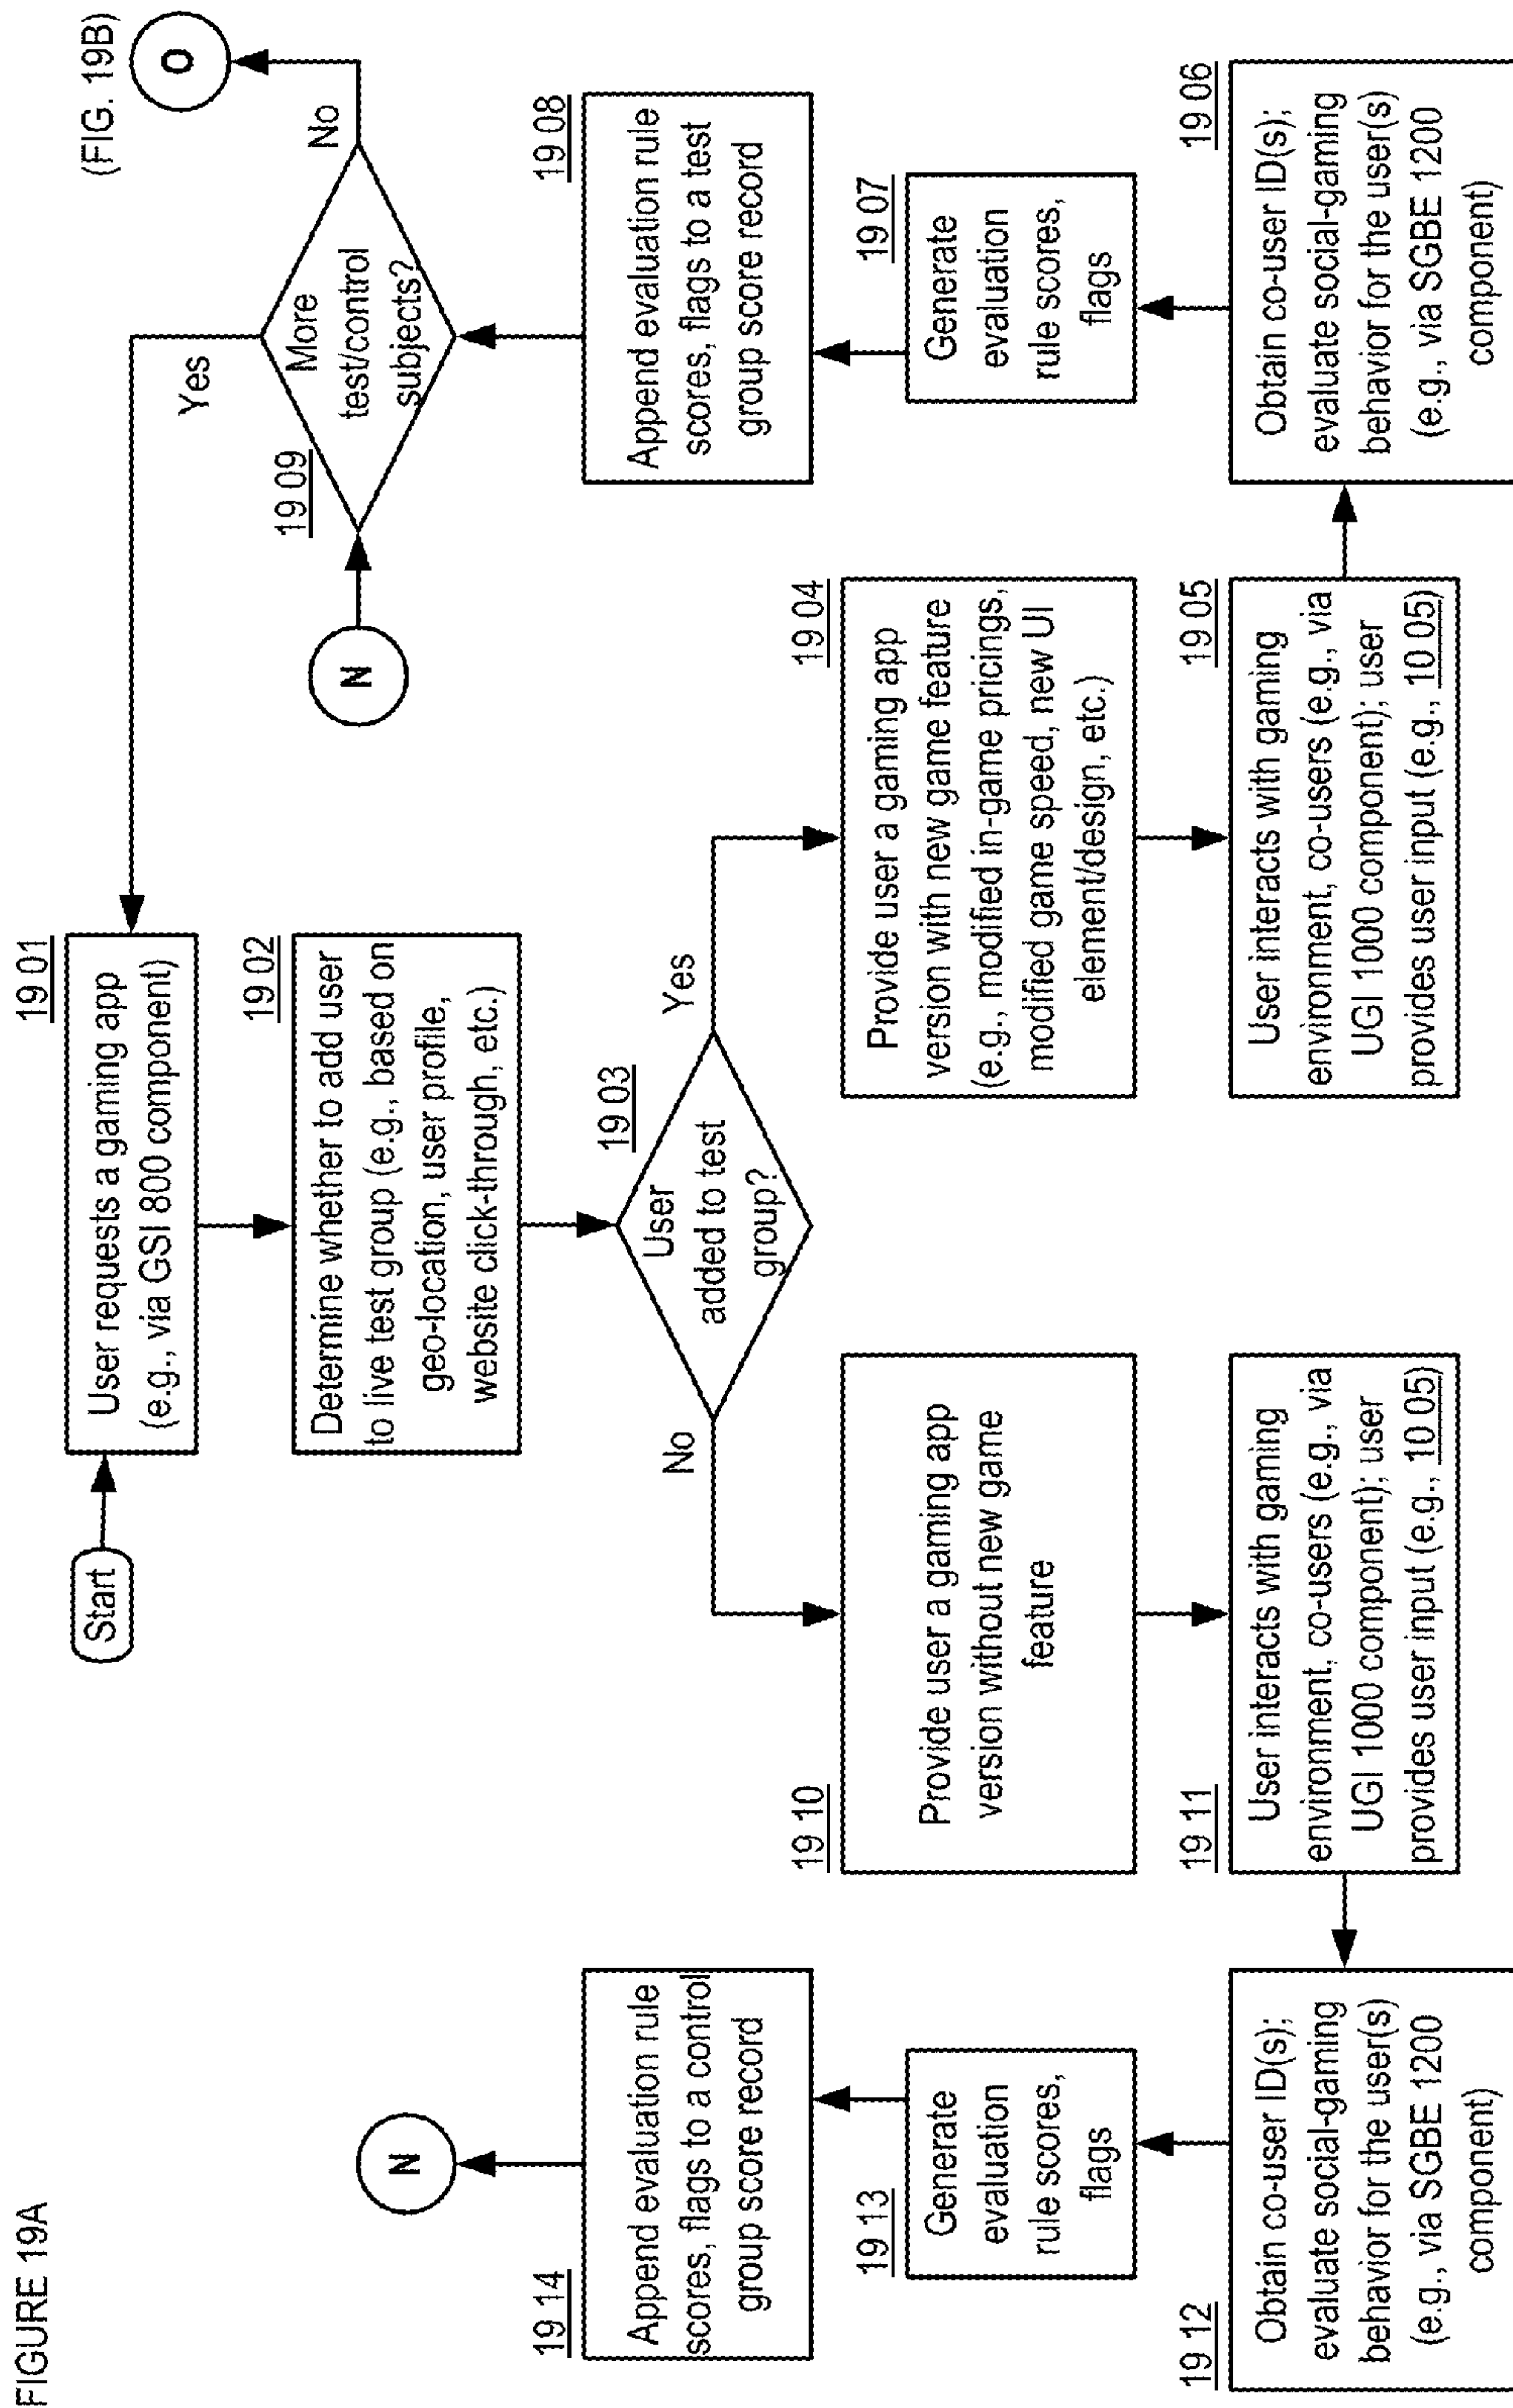 FIGURE 19A
Start
19 01
User requests a gaming app
(e.g., via GSI 800 component)
19 02
Determine whether to add user
to live test group (e.g., based on
geo-location, user profile,
website click-through, etc.)
19 03
User
added to test
group?
Yes
No
19 04
Provide user a gaming app
version with new game feature
(e.g., modified in-game pricings,
modified game speed, new UI
element/design, etc.)
19 05
User interacts with gaming
environment, co-users (e.g., via
UGI 1000 component); user
provides user input (e.g., 10 05)
19 06
Obtain co-user ID(s);
evaluate social-gaming
behavior for the user(s)
(e.g., via SGBE 1200
component)
19 07
Generate
evaluation
rule scores,
flags
19 08
Append evaluation rule
scores, flags to a test
group score record
19 09
More
test/control
subjects?
Yes
No
N
(FIG. 19B)
O
19 10
Provide user a gaming app
version without new game
feature
19 11
User interacts with gaming
environment, co-users (e.g., via
UGI 1000 component); user
provides user input (e.g., 10 05)
19 12
Obtain co-user ID(s);
evaluate social-gaming
behavior for the user(s)
(e.g., via SGBE 1200
component)
19 13
Generate
evaluation
rule scores,
flags
19 14
Append evaluation rule
scores, flags to a control
group score record
N